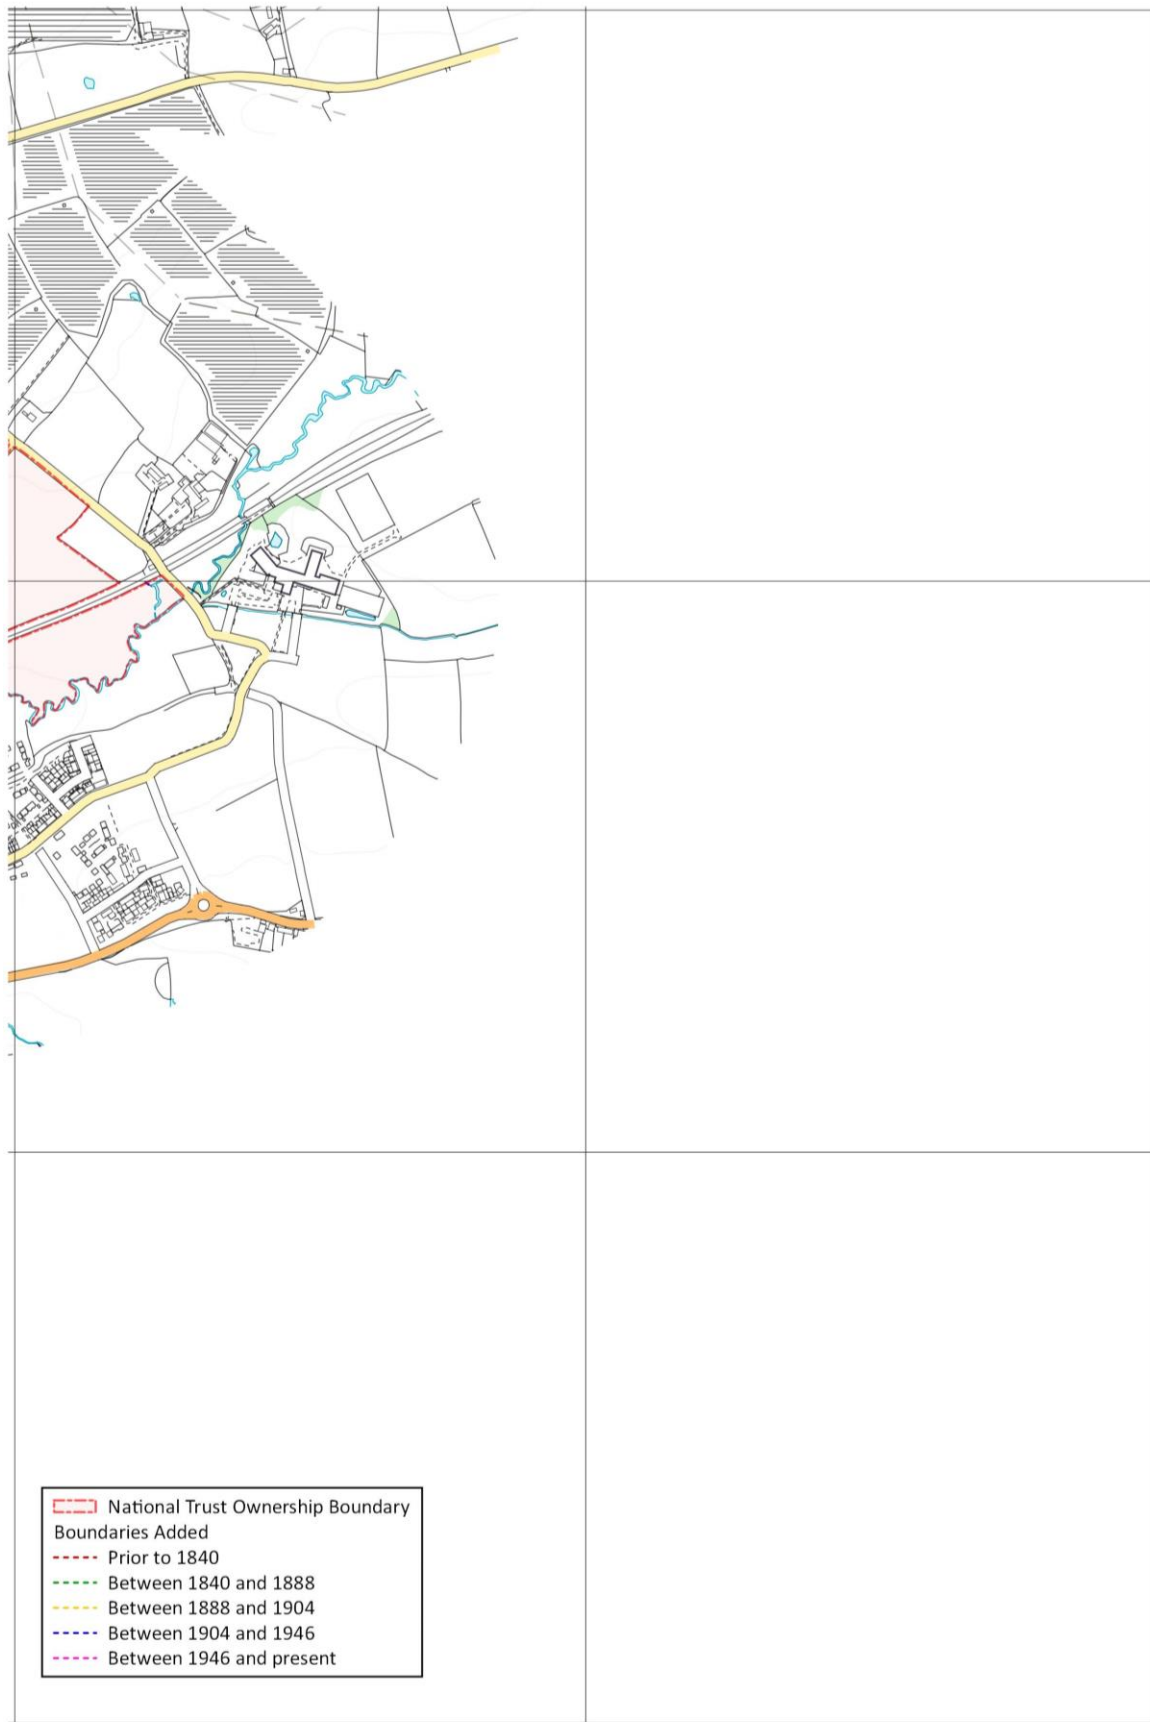 National Trust Ownership Boundary
Boundaries Added
Prior to 1840
Between 1840 and 1888
Between 1888 and 1904
Between 1904 and 1946
Between 1946 and present